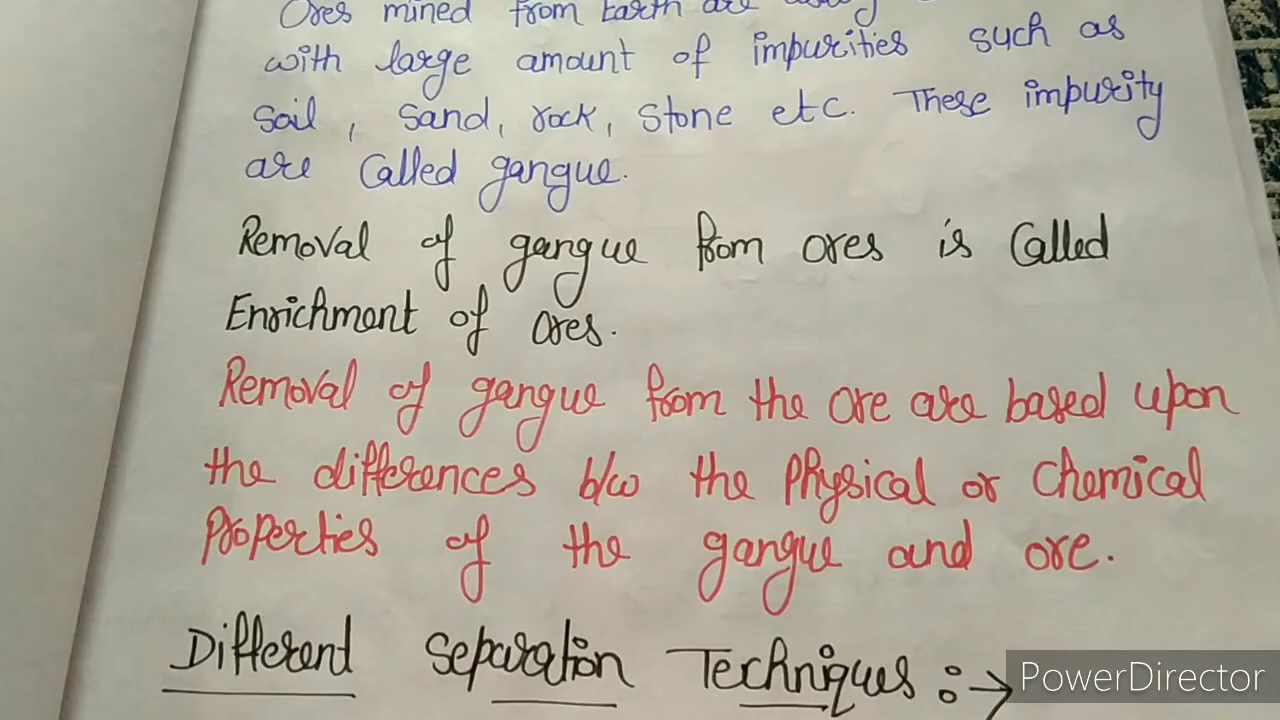 Ores mined from Earth are
with large amount of impurities such as
soil, sand, rock, stone etc. These impurity
are called gangue.
Removal of gangue from ores is Called
Enrichment of ores.
Removal of gangue from the ore are based upon
the differences b/w the physical or chemical
properties of the gangue and ore.
Different Separation Techniques :→
PowerDirector